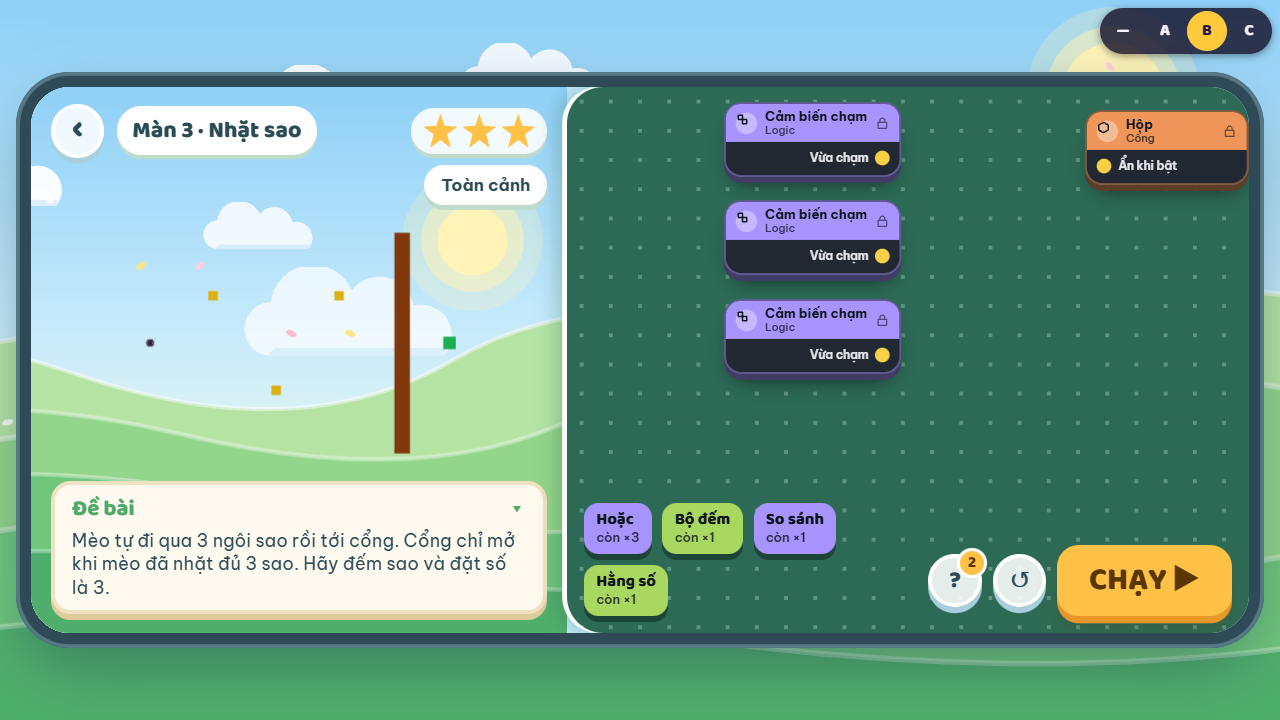 – A B C
Màn 3 · Nhặt sao
Toàn cảnh
Đề bài
Mèo tự đi qua 3 ngôi sao rồi tới cổng. Cổng chỉ mở
khi mèo đã nhặt đủ 3 sao. Hãy đếm sao và đặt số
là 3.
Cảm biến chạm
Logic
Vừa chạm
Cảm biến chạm
Logic
Vừa chạm
Cảm biến chạm
Logic
Vừa chạm
Hộp
Cổng
Ẩn khi bật
Hoặc
còn ×3
Bộ đếm
còn ×1
So sánh
còn ×1
Hằng số
còn ×1
?
2
CHẠY